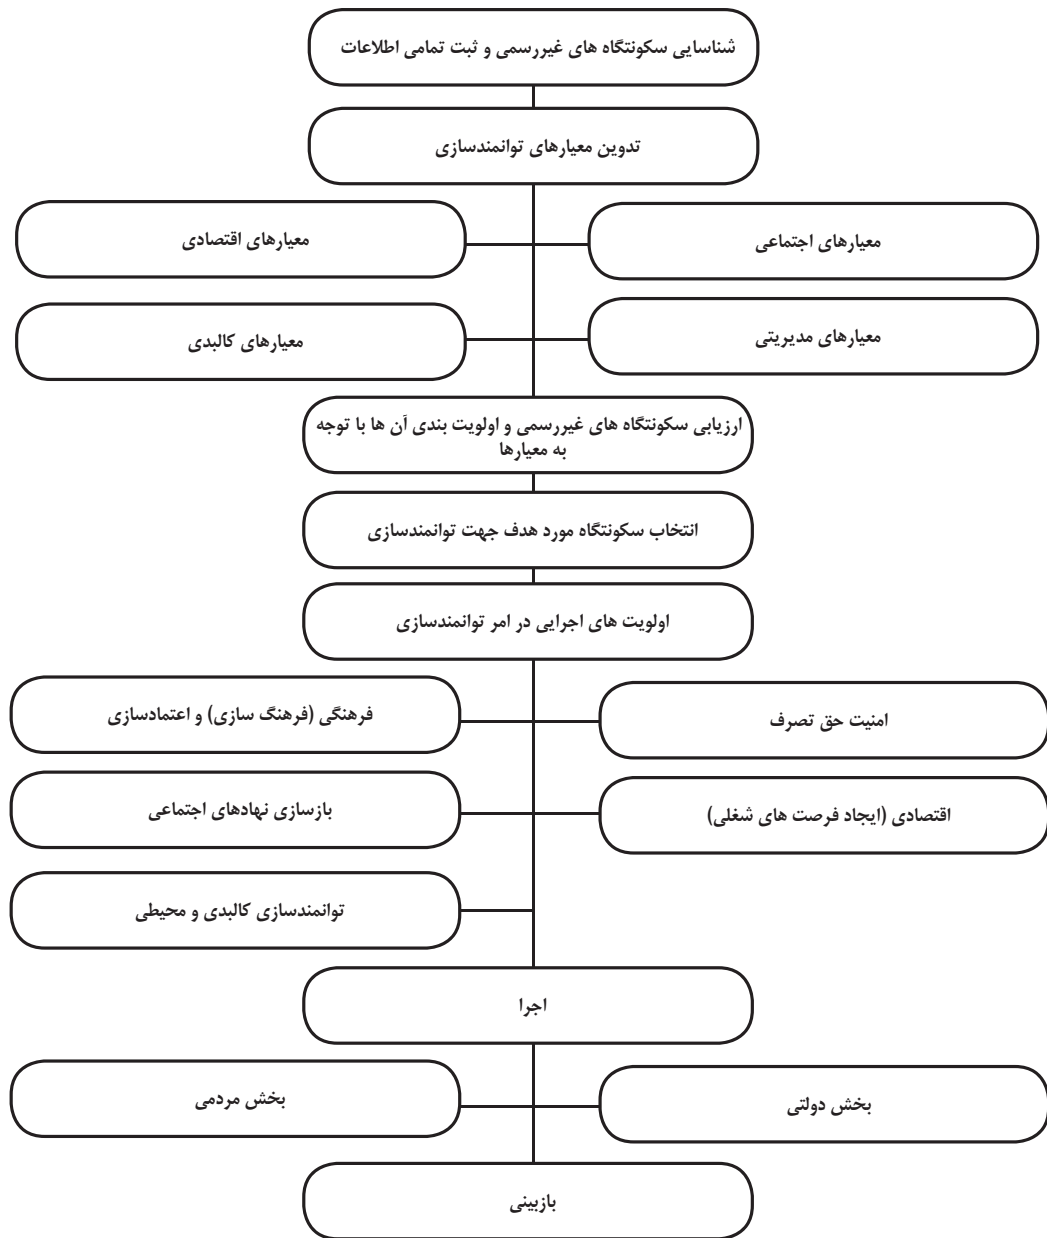 شناسایی سکونتگاه های غیررسمی و ثبت تمامی اطلاعات
تدوین معیارهای توانمندسازی
معیارهای اجتماعی
معیارهای اقتصادی
معیارهای مدیریتی
معیارهای کالبدی
ارزیابی سکونتگاه های غیررسمی و اولویت بندی آن ها با توجه
به معیارها
انتخاب سکونتگاه مورد هدف جهت توانمندسازی
اولویت های اجرایی در امر توانمندسازی
امنیت حق تصرف
فرهنگی (فرهنگ سازی) و اعتمادسازی
اقتصادی (ایجاد فرصت های شغلی)
بازسازی نهادهای اجتماعی
توانمندسازی کالبدی و محیطی
اجرا
بخش دولتی
بخش مردمی
بازبینی